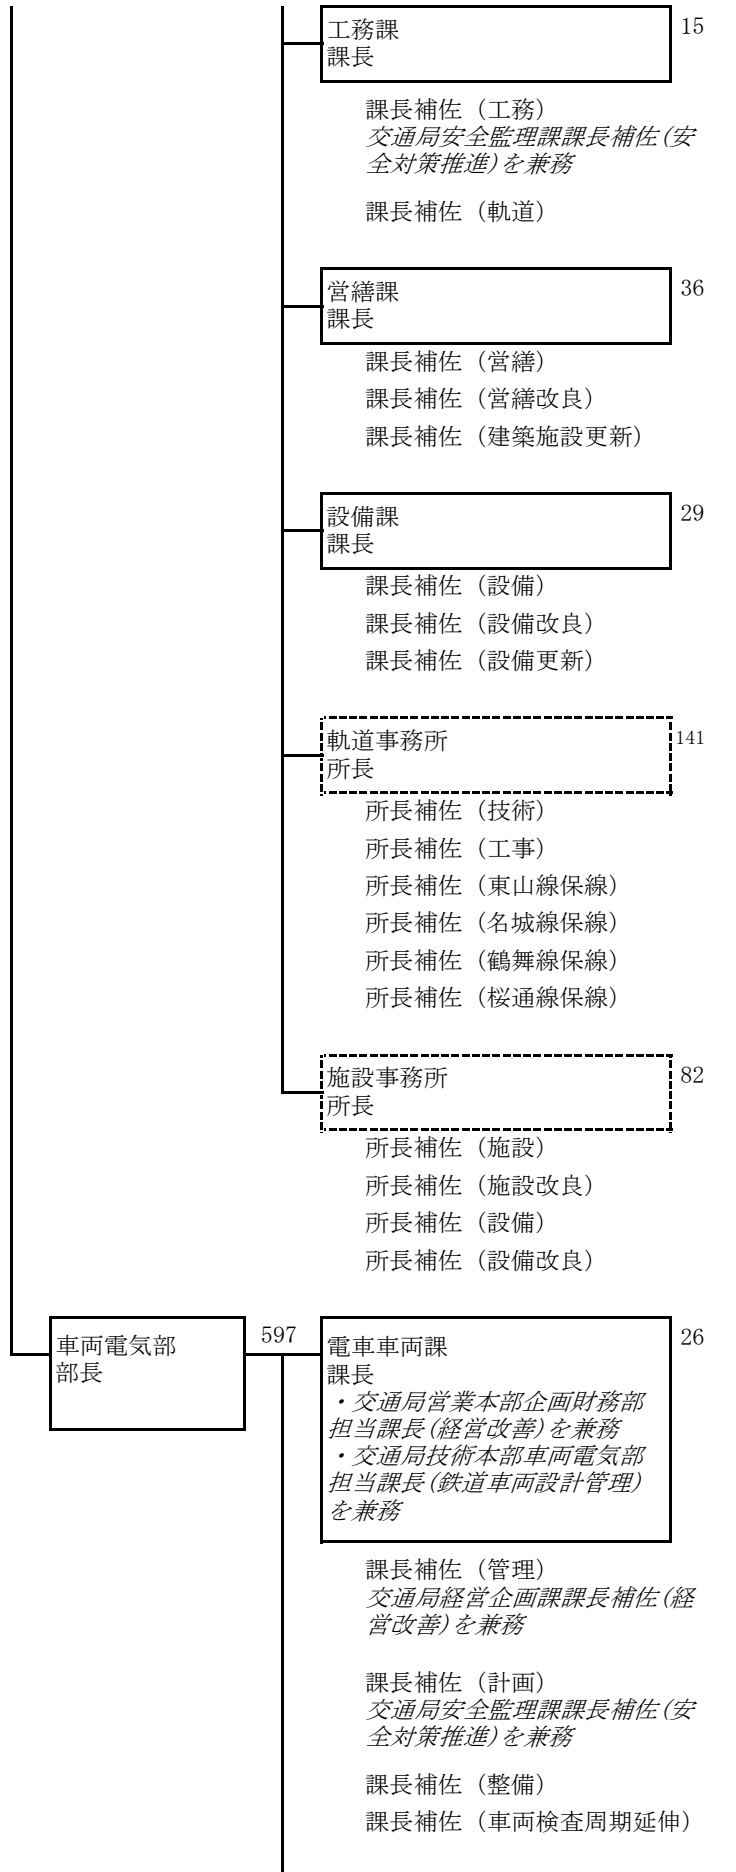 工務課
課長
15
課長補佐（工務）
交通局安全監理課課長補佐(安
全対策推進)を兼務
課長補佐（軌道）
営繕課
課長
36
課長補佐（営繕）
課長補佐（営繕改良）
課長補佐（建築施設更新）
設備課
課長
29
課長補佐（設備）
課長補佐（設備改良）
課長補佐（設備更新）
軌道事務所
所長
141
所長補佐（技術）
所長補佐（工事）
所長補佐（東山線保線）
所長補佐（名城線保線）
所長補佐（鶴舞線保線）
所長補佐（桜通線保線）
施設事務所
所長
82
所長補佐（施設）
所長補佐（施設改良）
所長補佐（設備）
所長補佐（設備改良）
車両電気部
部長
597
電車車両課
課長
・交通局営業本部企画財務部
担当課長(経営改善)を兼務
・交通局技術本部車両電気部
担当課長(鉄道車両設計管理)
を兼務
26
課長補佐（管理）
交通局経営企画課課長補佐(経
営改善)を兼務
課長補佐（計画）
交通局安全監理課課長補佐(安
全対策推進)を兼務
課長補佐（整備）
課長補佐（車両検査周期延伸）